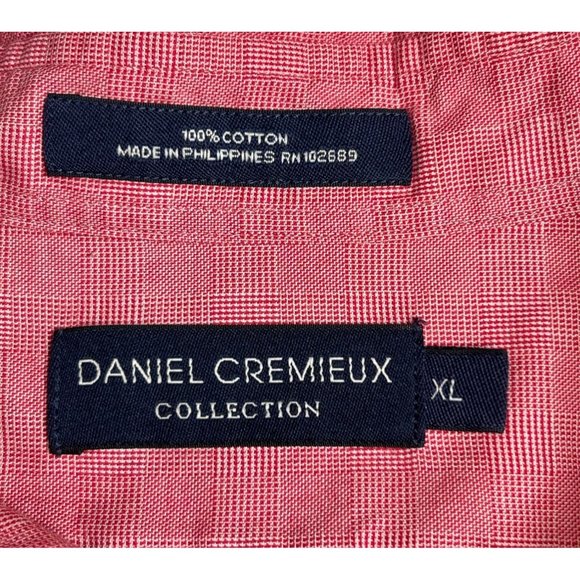 100% COTTON
MADE IN PHILIPPINES RN 102689
DANIEL CREMIEUX
COLLECTION
XL